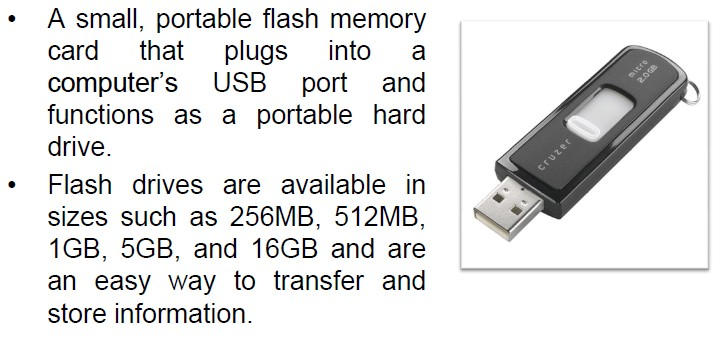 • A small, portable flash memory
card that plugs into a
computer’s USB port and
functions as a portable hard
drive.
• Flash drives are available in
sizes such as 256MB, 512MB,
1GB, 5GB, and 16GB and are
an easy way to transfer and
store information.
micro
2.0GB
cruzer